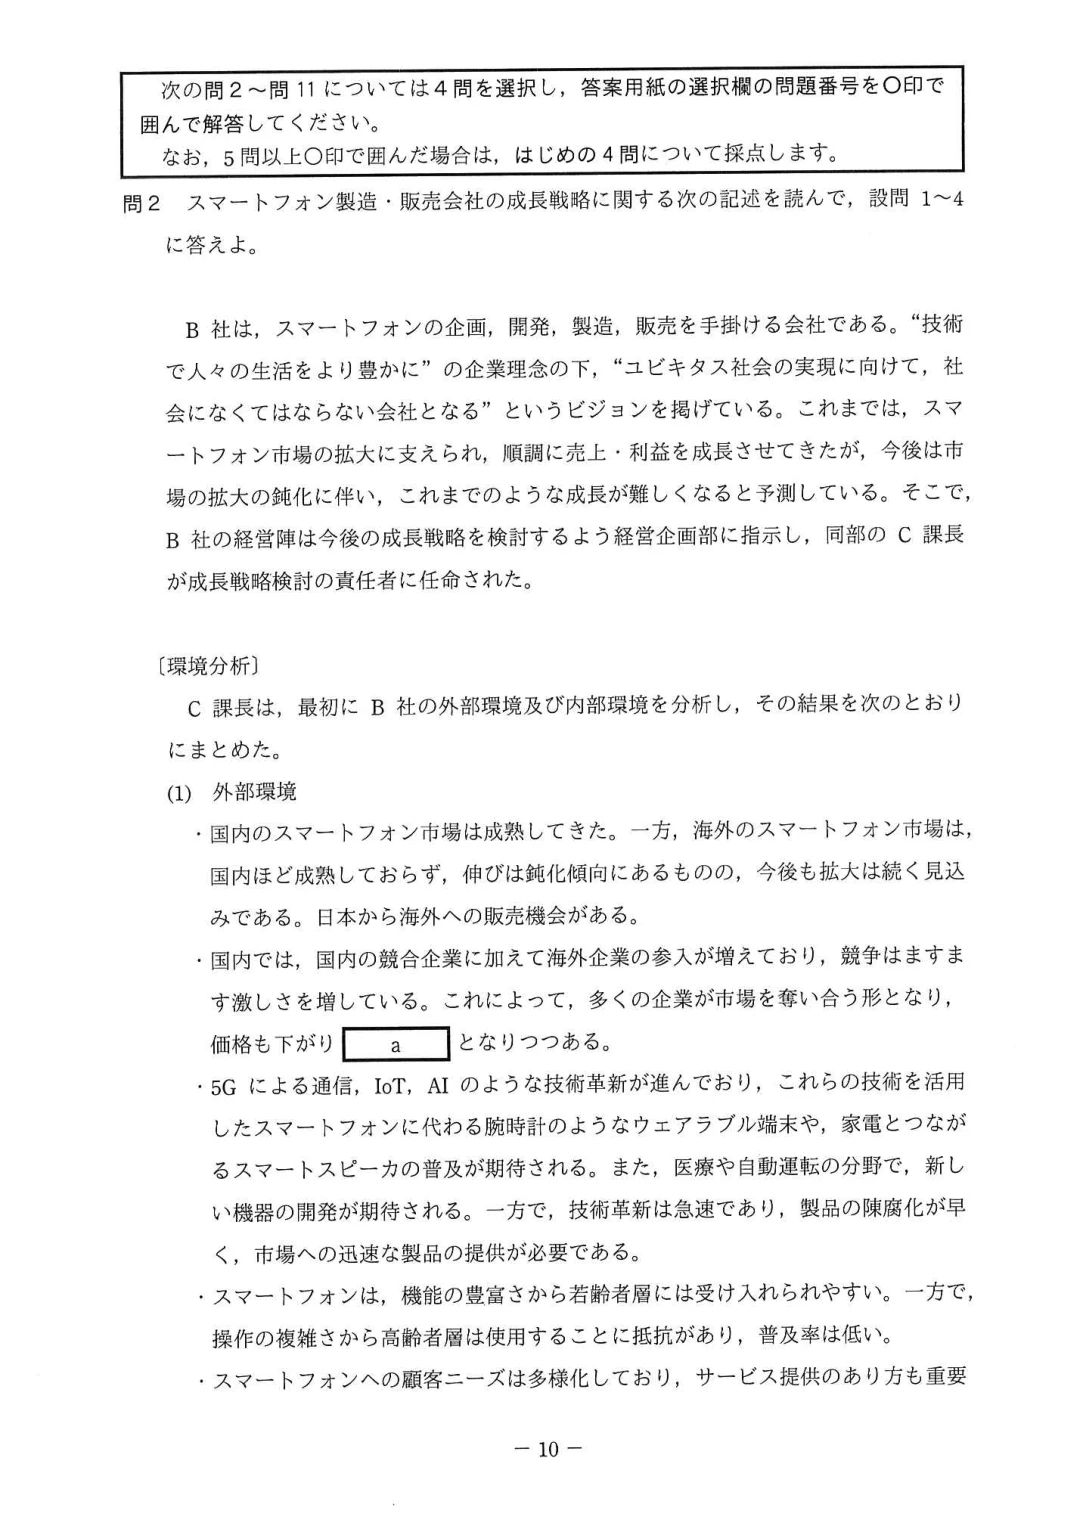 次の問２～問 11 については４問を選択し，答案用紙の選択欄の問題番号を〇印で
囲んで解答してください。
なお，５問以上〇印で囲んだ場合は，はじめの４問について採点します。
問２　スマートフォン製造・販売会社の成長戦略に関する次の記述を読んで，設問 1～4
に答えよ。
B 社は，スマートフォンの企画，開発，製造，販売を手掛ける会社である。“技術
で人々の生活をより豊かに”の企業理念の下，“ユビキタス社会の実現に向けて，社
会になくてはならない会社となる”というビジョンを掲げている。これまでは，スマ
ートフォン市場の拡大に支えられ，順調に売上・利益を成長させてきたが，今後は市
場の拡大の鈍化に伴い，これまでのような成長が難しくなると予測している。そこで，
B 社の経営陣は今後の成長戦略を検討するよう経営企画部に指示し，同部の C 課長
が成長戦略検討の責任者に任命された。
〔環境分析〕
C 課長は，最初に B 社の外部環境及び内部環境を分析し，その結果を次のとおり
にまとめた。
(1)　外部環境
・国内のスマートフォン市場は成熟してきた。一方，海外のスマートフォン市場は，
国内ほど成熟しておらず，伸びは鈍化傾向にあるものの，今後も拡大は続く見込
みである。日本から海外への販売機会がある。
・国内では，国内の競合企業に加えて海外企業の参入が増えており，競争はますま
す激しさを増している。これによって，多くの企業が市場を奪い合う形となり，
価格も下がり a となりつつある。
・5G による通信，IoT，AI のような技術革新が進んでおり，これらの技術を活用
したスマートフォンに代わる腕時計のようなウェアラブル端末や，家電とつなが
るスマートスピーカの普及が期待される。また，医療や自動運転の分野で，新し
い機器の開発が期待される。一方で，技術革新は急速であり，製品の陳腐化が早
く，市場への迅速な製品の提供が必要である。
・スマートフォンは，機能の豊富さから若齢者層には受け入れられやすい。一方で，
操作の複雑さから高齢者層は使用することに抵抗があり，普及率は低い。
・スマートフォンへの顧客ニーズは多様化しており，サービス提供のあり方も重要
－ 10 －